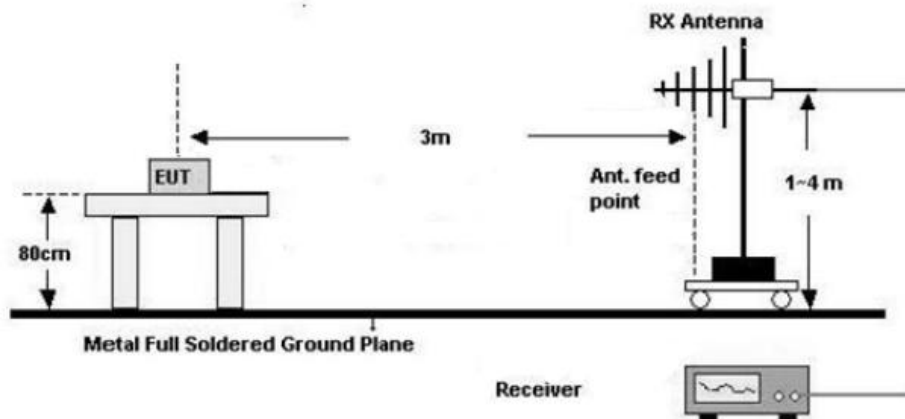 RX Antenna
3m
EUT
Ant. feed
point
1~4 m
80cm
Metal Full Soldered Ground Plane
Receiver